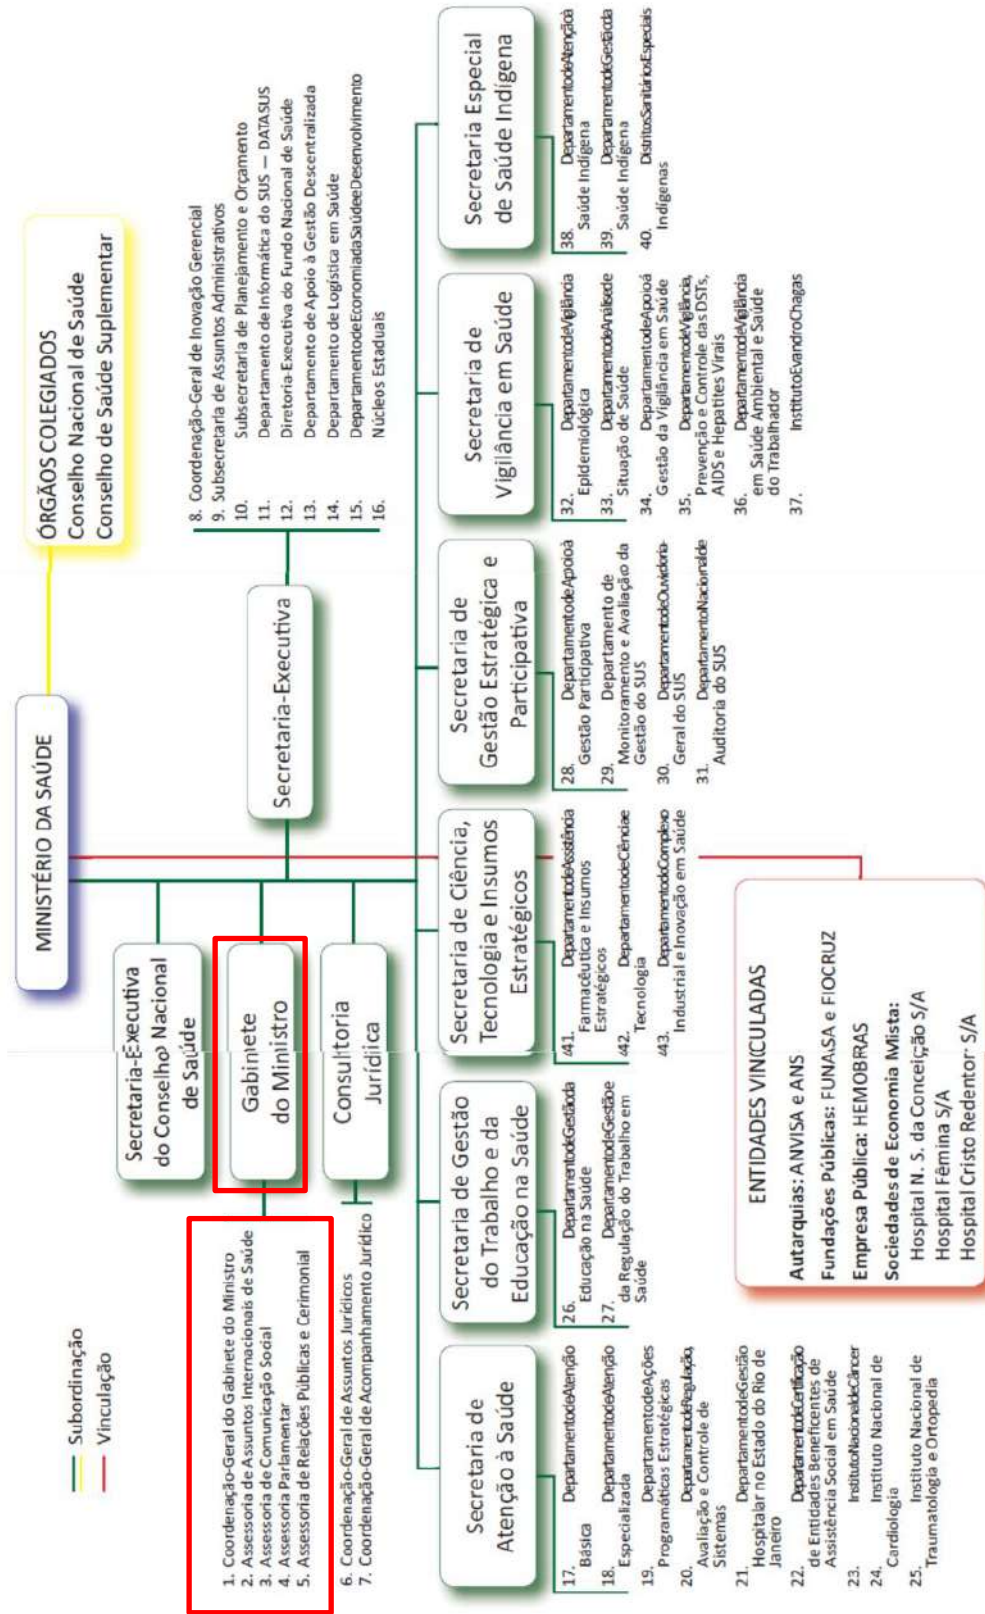 MINISTÉRIO DA SAÚDE
ÓRGÃOS COLEGIADOS
Conselho Nacional de Saúde
Conselho de Saúde Suplementar
Subordinação
Vinculação
Secretaria-Executiva
do Conselho Nacional
de Saúde
Gabinete
do Ministro
Consultoria
Jurídica
1. Coordenação-Geral do Gabinete do Ministro
2. Assessoria de Assuntos Internacionais de Saúde
3. Assessoria de Comunicação Social
4. Assessoria Parlamentar
5. Assessoria de Relações Públicas e Cerimonial
6. Coordenação-Geral de Assuntos Jurídicos
7. Coordenação-Geral de Acompanhamento Jurídico
Secretaria-Executiva
8. Coordenação-Geral de Inovação Gerencial
9. Subsecretaria de Assuntos Administrativos
10. Subsecretaria de Planejamento e Orçamento
11. Departamento de Informática do SUS — DATASUS
12. Diretoria-Executiva do Fundo Nacional de Saúde
13. Departamento de Apoio à Gestão Descentralizada
14. Departamento de Logística em Saúde
15. Departamento de Economia da Saúde e Desenvolvimento
16. Núcleos Estaduais
Secretaria de
Atenção à Saúde
17. Departamento de Atenção
Básica
18. Departamento de Atenção
Especializada
19. Departamento de Ações
Programáticas Estratégicas
20. Departamento de Regulação,
Avaliação e Controle de
Sistemas
21. Departamento de Gestão
Hospitalar no Estado do Rio de
Janeiro
22. Departamento de Certificação
de Entidades Beneficentes de
Assistência Social em Saúde
23. Instituto Nacional de Câncer
24. Instituto Nacional de
Cardiologia
25. Instituto Nacional de
Traumatologia e Ortopedia
Secretaria de Gestão
do Trabalho e da
Educação na Saúde
26. Departamento de Gestão da
Educação na Saúde
27. Departamento de Gestão e
da Regulação do Trabalho em
Saúde
Secretaria de Ciência,
Tecnologia e Insumos
Estratégicos
41. Departamento de Assistência
Farmacêutica e Insumos
Estratégicos
42. Departamento de Ciência e
Tecnologia
43. Departamento do Complexo
Industrial e Inovação em Saúde
Secretaria de
Gestão Estratégica e
Participativa
28. Departamento de Apoio à
Gestão Participativa
29. Departamento de
Monitoramento e Avaliação da
Gestão do SUS
30. Departamento de Ouvidoria-
Geral do SUS
31. Departamento Nacional de
Auditoria do SUS
Secretaria de
Vigilância em Saúde
32. Departamento de Vigilância
Epidemiológica
33. Departamento de Análise de
Situação de Saúde
34. Departamento de Apoio à
Gestão da Vigilância em Saúde
35. Departamento de Vigilância,
Prevenção e Controle das DSTs,
AIDS e Hepatites Virais
36. Departamento de Vigilância
em Saúde Ambiental e Saúde
do Trabalhador
37. Instituto Evandro Chagas
Secretaria Especial
de Saúde Indígena
38. Departamento de Atenção à
Saúde Indígena
39. Departamento de Gestão da
Saúde Indígena
40. Distritos Sanitários Especiais
Indígenas
ENTIDADES VINCULADAS
Autarquias: ANVISA e ANS
Fundações Públicas: FUNASA e FIOCRUZ
Empresa Pública: HEMOBRAS
Sociedades de Economia Mista:
Hospital N. S. da Conceição S/A
Hospital Fêmina S/A
Hospital Cristo Redentor S/A